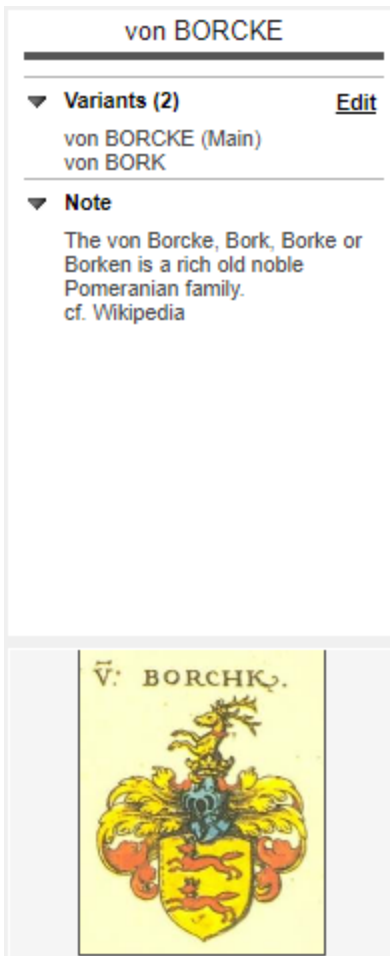 von BORCKE
Variants (2) Edit
von BORCKE (Main)
von BORK
Note
The von Borcke, Bork, Borke or
Borken is a rich old noble
Pomeranian family.
cf. Wikipedia
V: BORCHK.